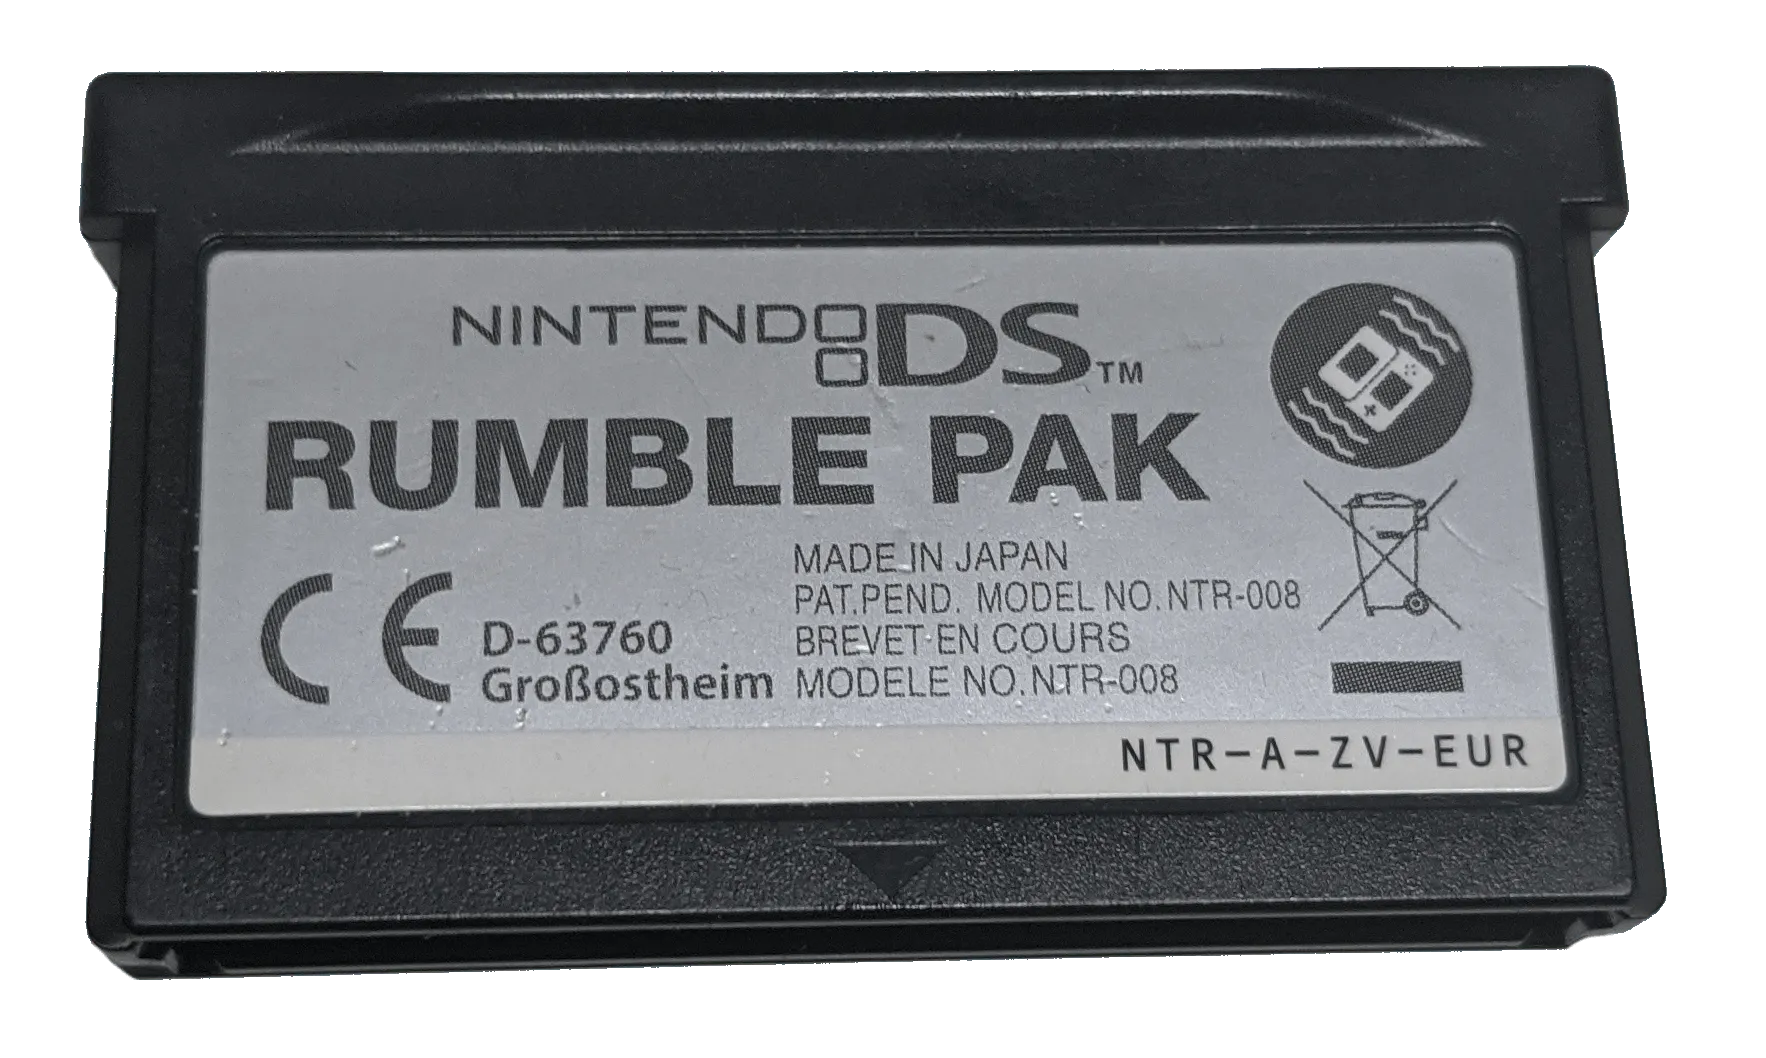 NINTENDO DS™
RUMBLE PAK
MADE IN JAPAN
PAT.PEND. MODEL NO.NTR-008
BREVET EN COURS
MODELE NO.NTR-008
CE
D-63760
Großostheim
NTR-A-ZV-EUR